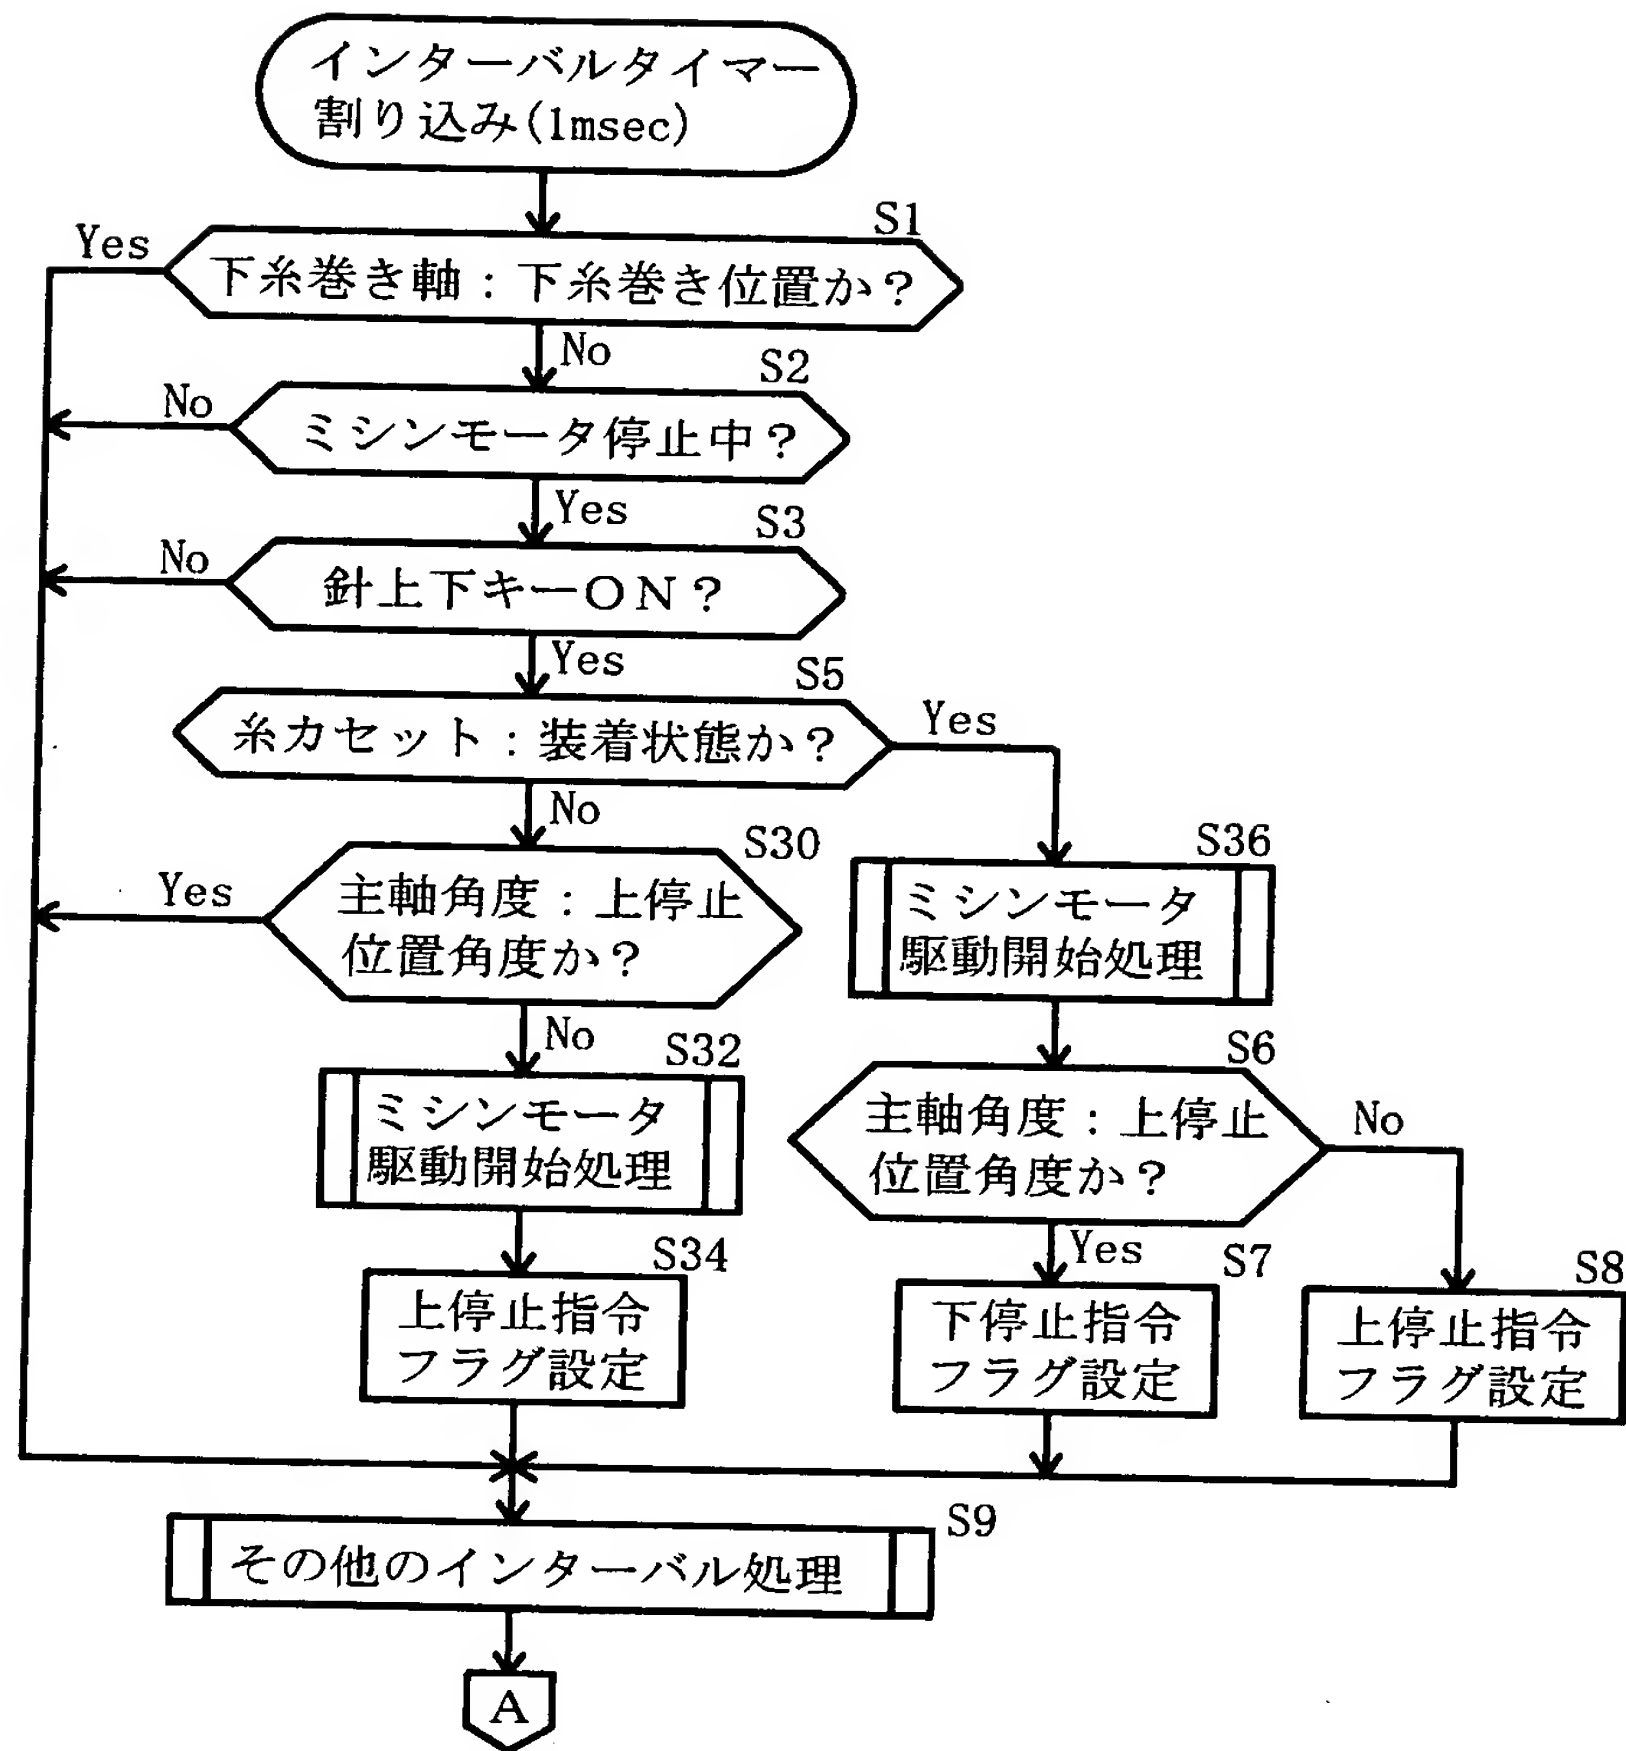 インターバルタイマー
割り込み(1msec)
S1
Yes
下糸巻き軸:下糸巻き位置か?
No
S2
No
ミシンモータ停止中?
Yes
S3
No
針上下キーON?
Yes
S5
糸カセット:装着状態か?
Yes
No
S30
Yes
主軸角度:上停止
位置角度か?
No
S36
ミシンモータ
駆動開始処理
S32
ミシンモータ
駆動開始処理
S6
主軸角度:上停止
位置角度か?
No
Yes
S34
上停止指令
フラグ設定
S7
下停止指令
フラグ設定
S8
上停止指令
フラグ設定
S9
その他のインターバル処理
A